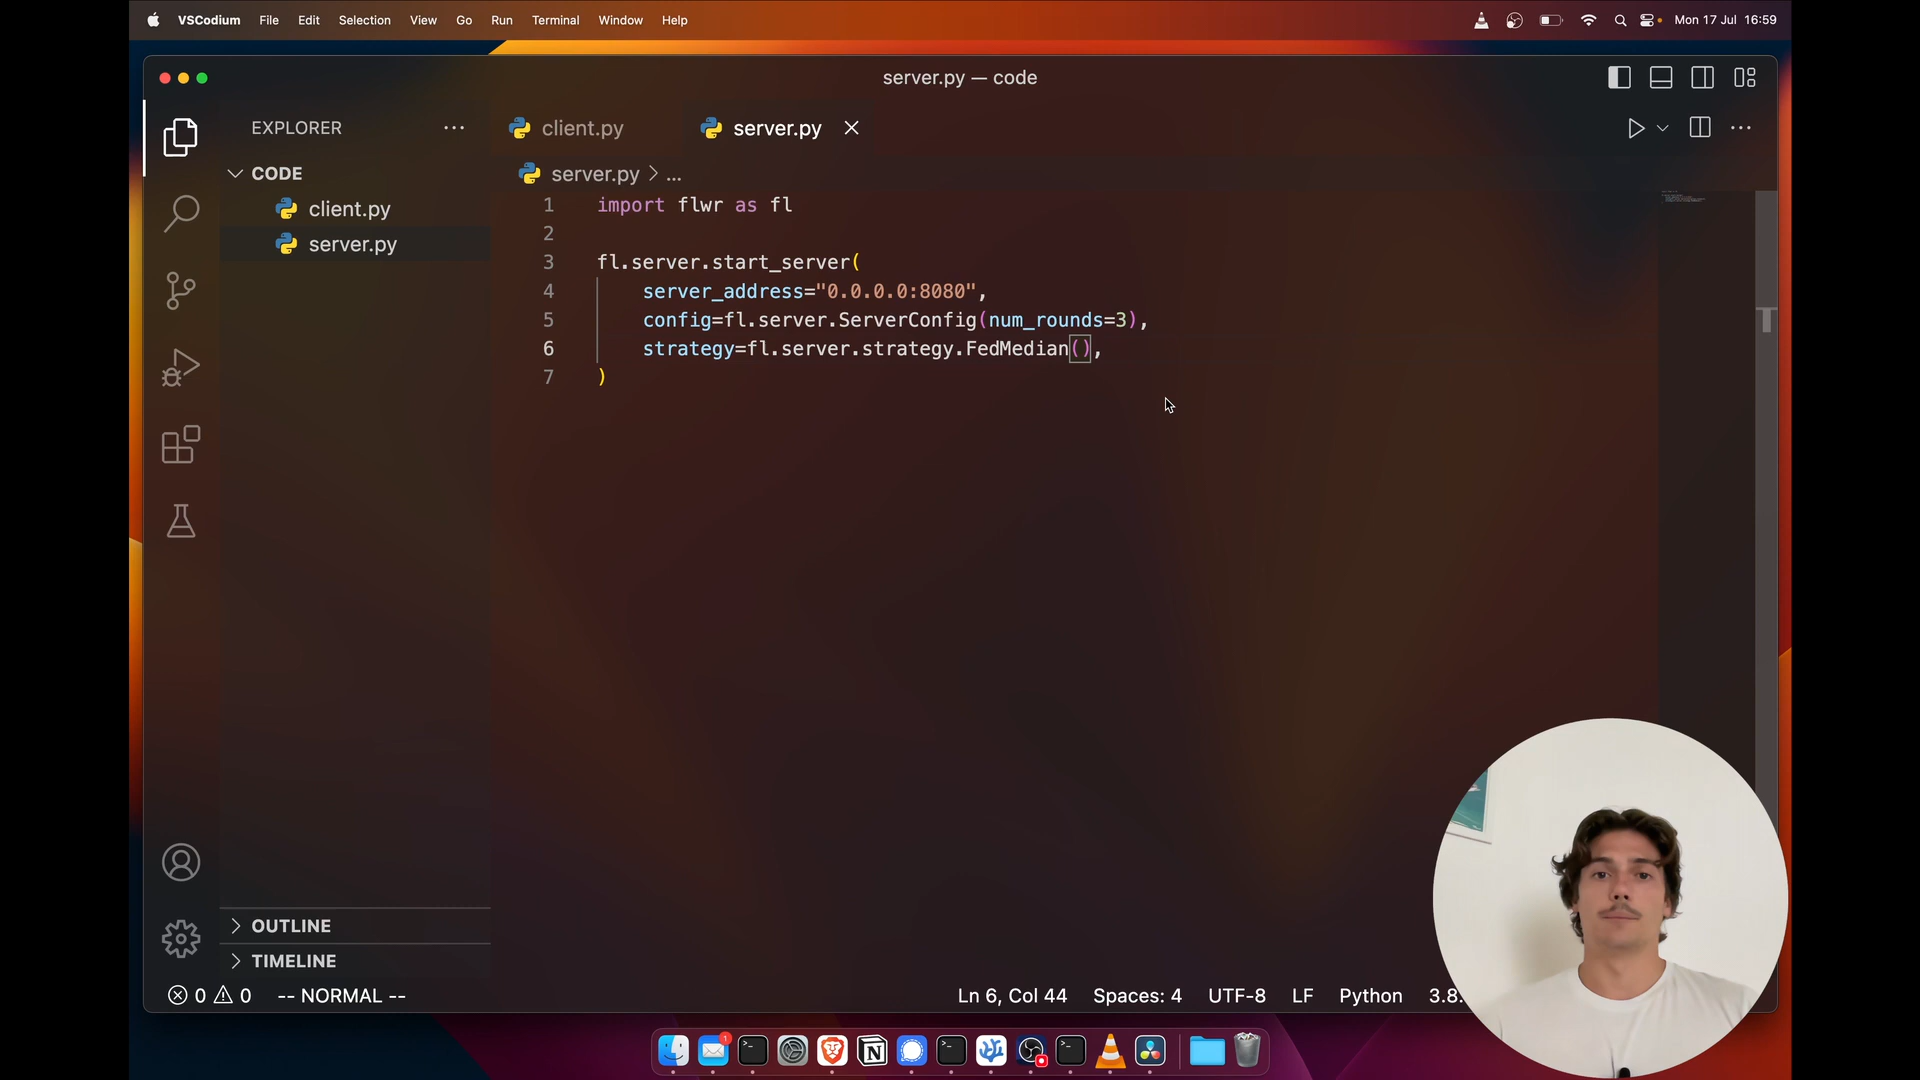 VSCodium File Edit Selection View Go Run Terminal Window Help Mon 17 Jul 16:59
server.py — code
EXPLORER ···
client.py server.py
CODE
server.py > ...
client.py
server.py
1 import flwr as fl
2
3 fl.server.start_server(
4 server_address="0.0.0.0:8080",
5 config=fl.server.ServerConfig(num_rounds=3),
6 strategy=fl.server.strategy.FedMedian(),
7 )
OUTLINE
TIMELINE
0 0 -- NORMAL -- Ln 6, Col 44 Spaces: 4 UTF-8 LF Python 3.8.
1